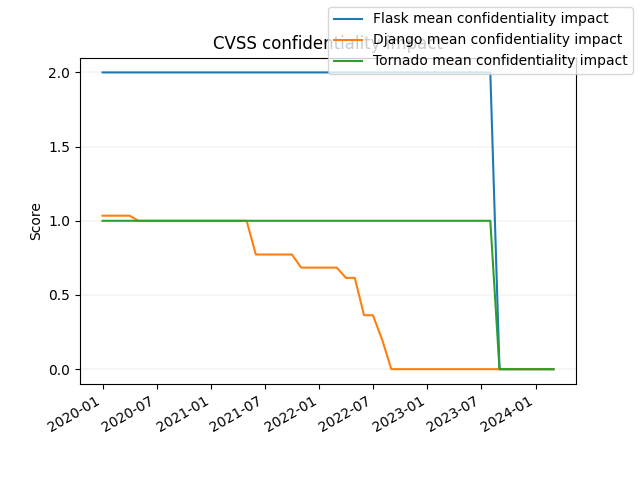 Flask mean confidentiality impact
CVSS confidentiality impact
Django mean confidentiality impact
Tornado mean confidentiality impact
2.0
1.5
1.0
0.5
0.0
Score
2020-01
2020-07
2021-01
2021-07
2022-01
2022-07
2023-01
2023-07
2024-01